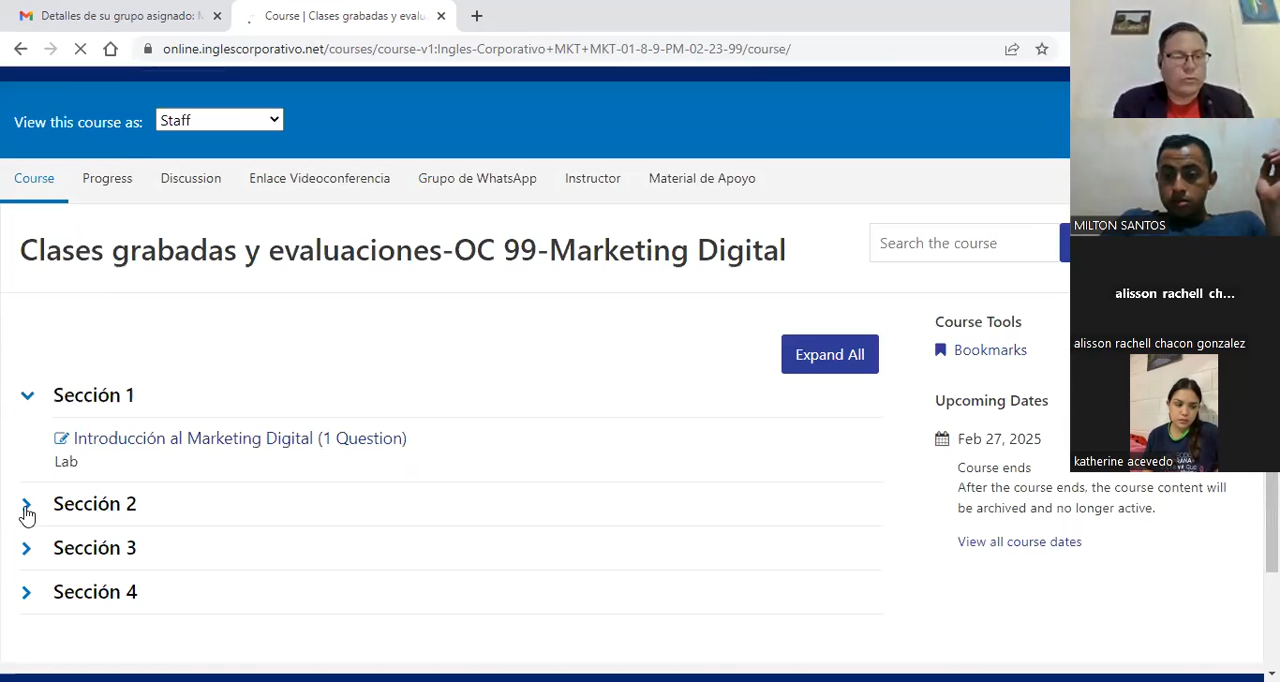 Detalles de su grupo asignado:
Course | Clases grabadas y evalu
online.inglescorporativo.net/courses/course-v1:Ingles-Corporativo+MKT+MKT-01-8-9-PM-02-23-99/course/
View this course as: Staff
Course Progress Discussion Enlace Videoconferencia Grupo de WhatsApp Instructor Material de Apoyo
Clases grabadas y evaluaciones-OC 99-Marketing Digital
Search the course
Expand All
Sección 1
Introducción al Marketing Digital (1 Question)
Lab
Sección 2
Sección 3
Sección 4
Course Tools
Bookmarks
Upcoming Dates
Feb 27, 2025
Course ends
After the course ends, the course content will
be archived and no longer active.
View all course dates
MILTON SANTOS
alisson rachell ch...
alisson rachell chacon gonzalez
katherine acevedo